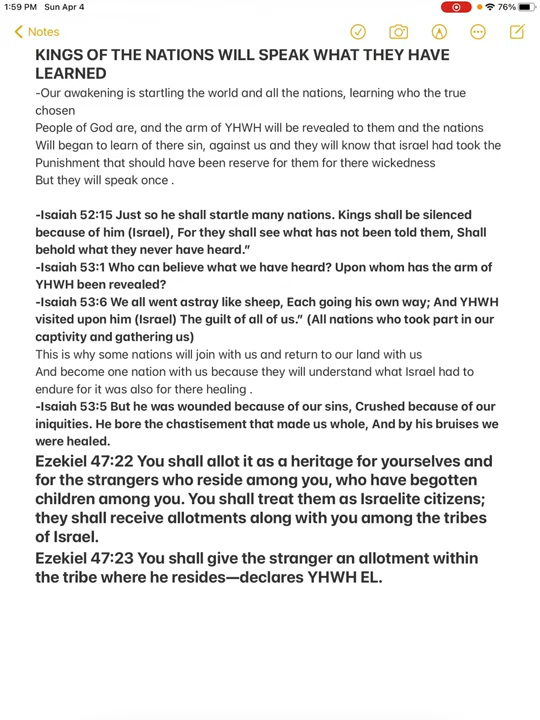 1:59 PM Sun Apr 4
76%
Notes
KINGS OF THE NATIONS WILL SPEAK WHAT THEY HAVE
LEARNED
-Our awakening is startling the world and all the nations, learning who the true
chosen
People of God are, and the arm of YHWH will be revealed to them and the nations
Will began to learn of there sin, against us and they will know that israel had took the
Punishment that should have been reserve for them for there wickedness
But they will speak once .
-Isaiah 52:15 Just so he shall startle many nations. Kings shall be silenced
because of him (Israel), For they shall see what has not been told them, Shall
behold what they never have heard.”
-Isaiah 53:1 Who can believe what we have heard? Upon whom has the arm of
YHWH been revealed?
-Isaiah 53:6 We all went astray like sheep, Each going his own way; And YHWH
visited upon him (Israel) The guilt of all of us.” (All nations who took part in our
captivity and gathering us)
This is why some nations will join with us and return to our land with us
And become one nation with us because they will understand what Israel had to
endure for it was also for there healing .
-Isaiah 53:5 But he was wounded because of our sins, Crushed because of our
iniquities. He bore the chastisement that made us whole, And by his bruises we
were healed.
Ezekiel 47:22 You shall allot it as a heritage for yourselves and
for the strangers who reside among you, who have begotten
children among you. You shall treat them as Israelite citizens;
they shall receive allotments along with you among the tribes
of Israel.
Ezekiel 47:23 You shall give the stranger an allotment within
the tribe where he resides—declares YHWH EL.